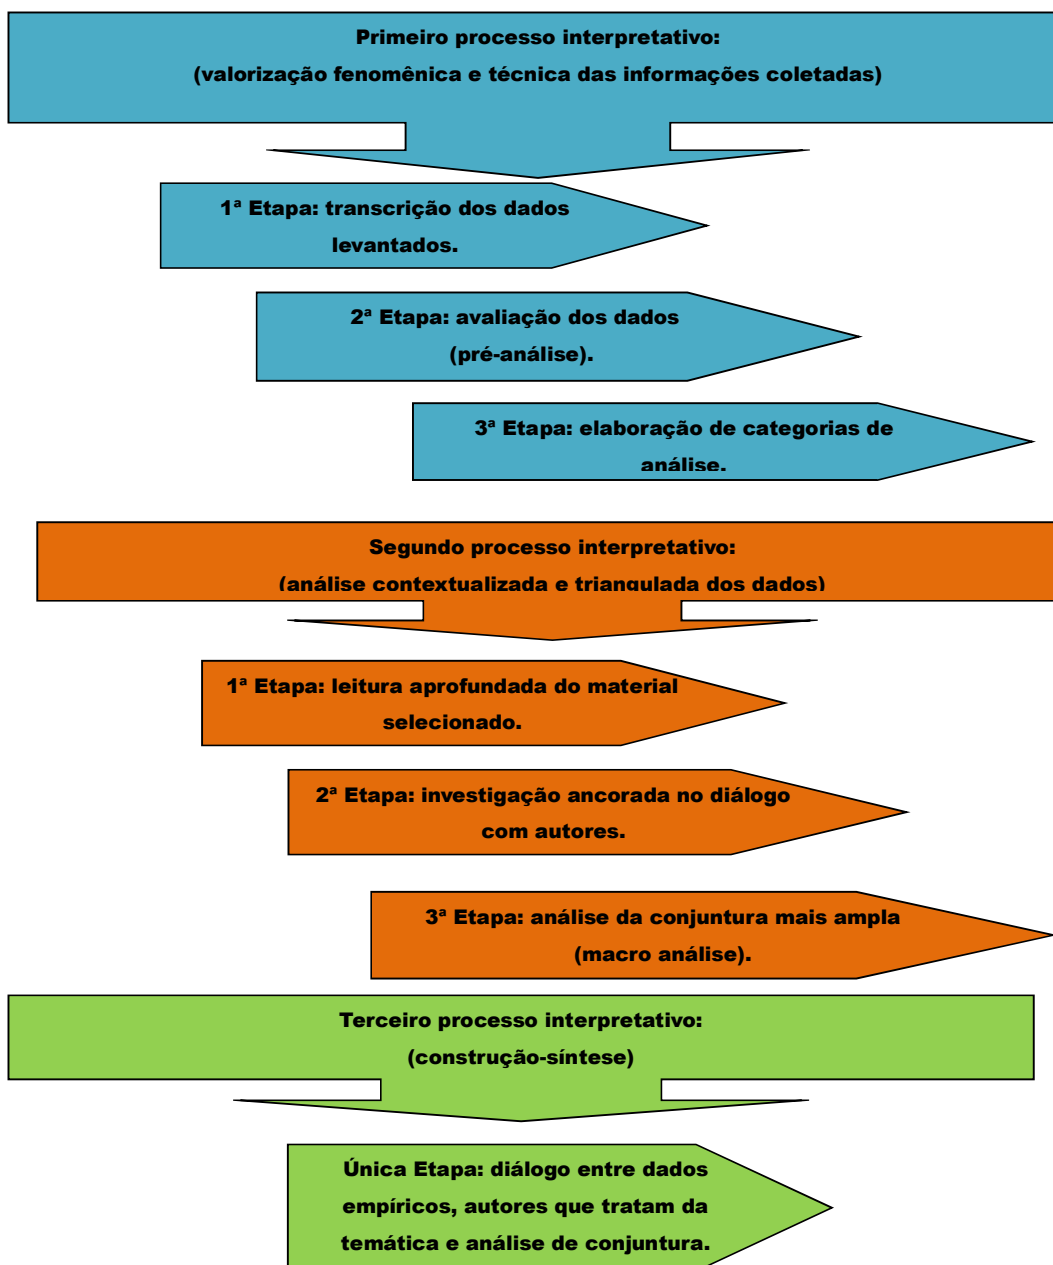 Primeiro processo interpretativo:
(valorização fenomênica e técnica das informações coletadas)
1ª Etapa: transcrição dos dados
levantados.
2ª Etapa: avaliação dos dados
(pré-análise).
3ª Etapa: elaboração de categorias de
análise.
Segundo processo interpretativo:
(análise contextualizada e triangulada dos dados)
1ª Etapa: leitura aprofundada do material
selecionado.
2ª Etapa: investigação ancorada no diálogo
com autores.
3ª Etapa: análise da conjuntura mais ampla
(macro análise).
Terceiro processo interpretativo:
(construção-síntese)
Única Etapa: diálogo entre dados
empíricos, autores que tratam da
temática e análise de conjuntura.